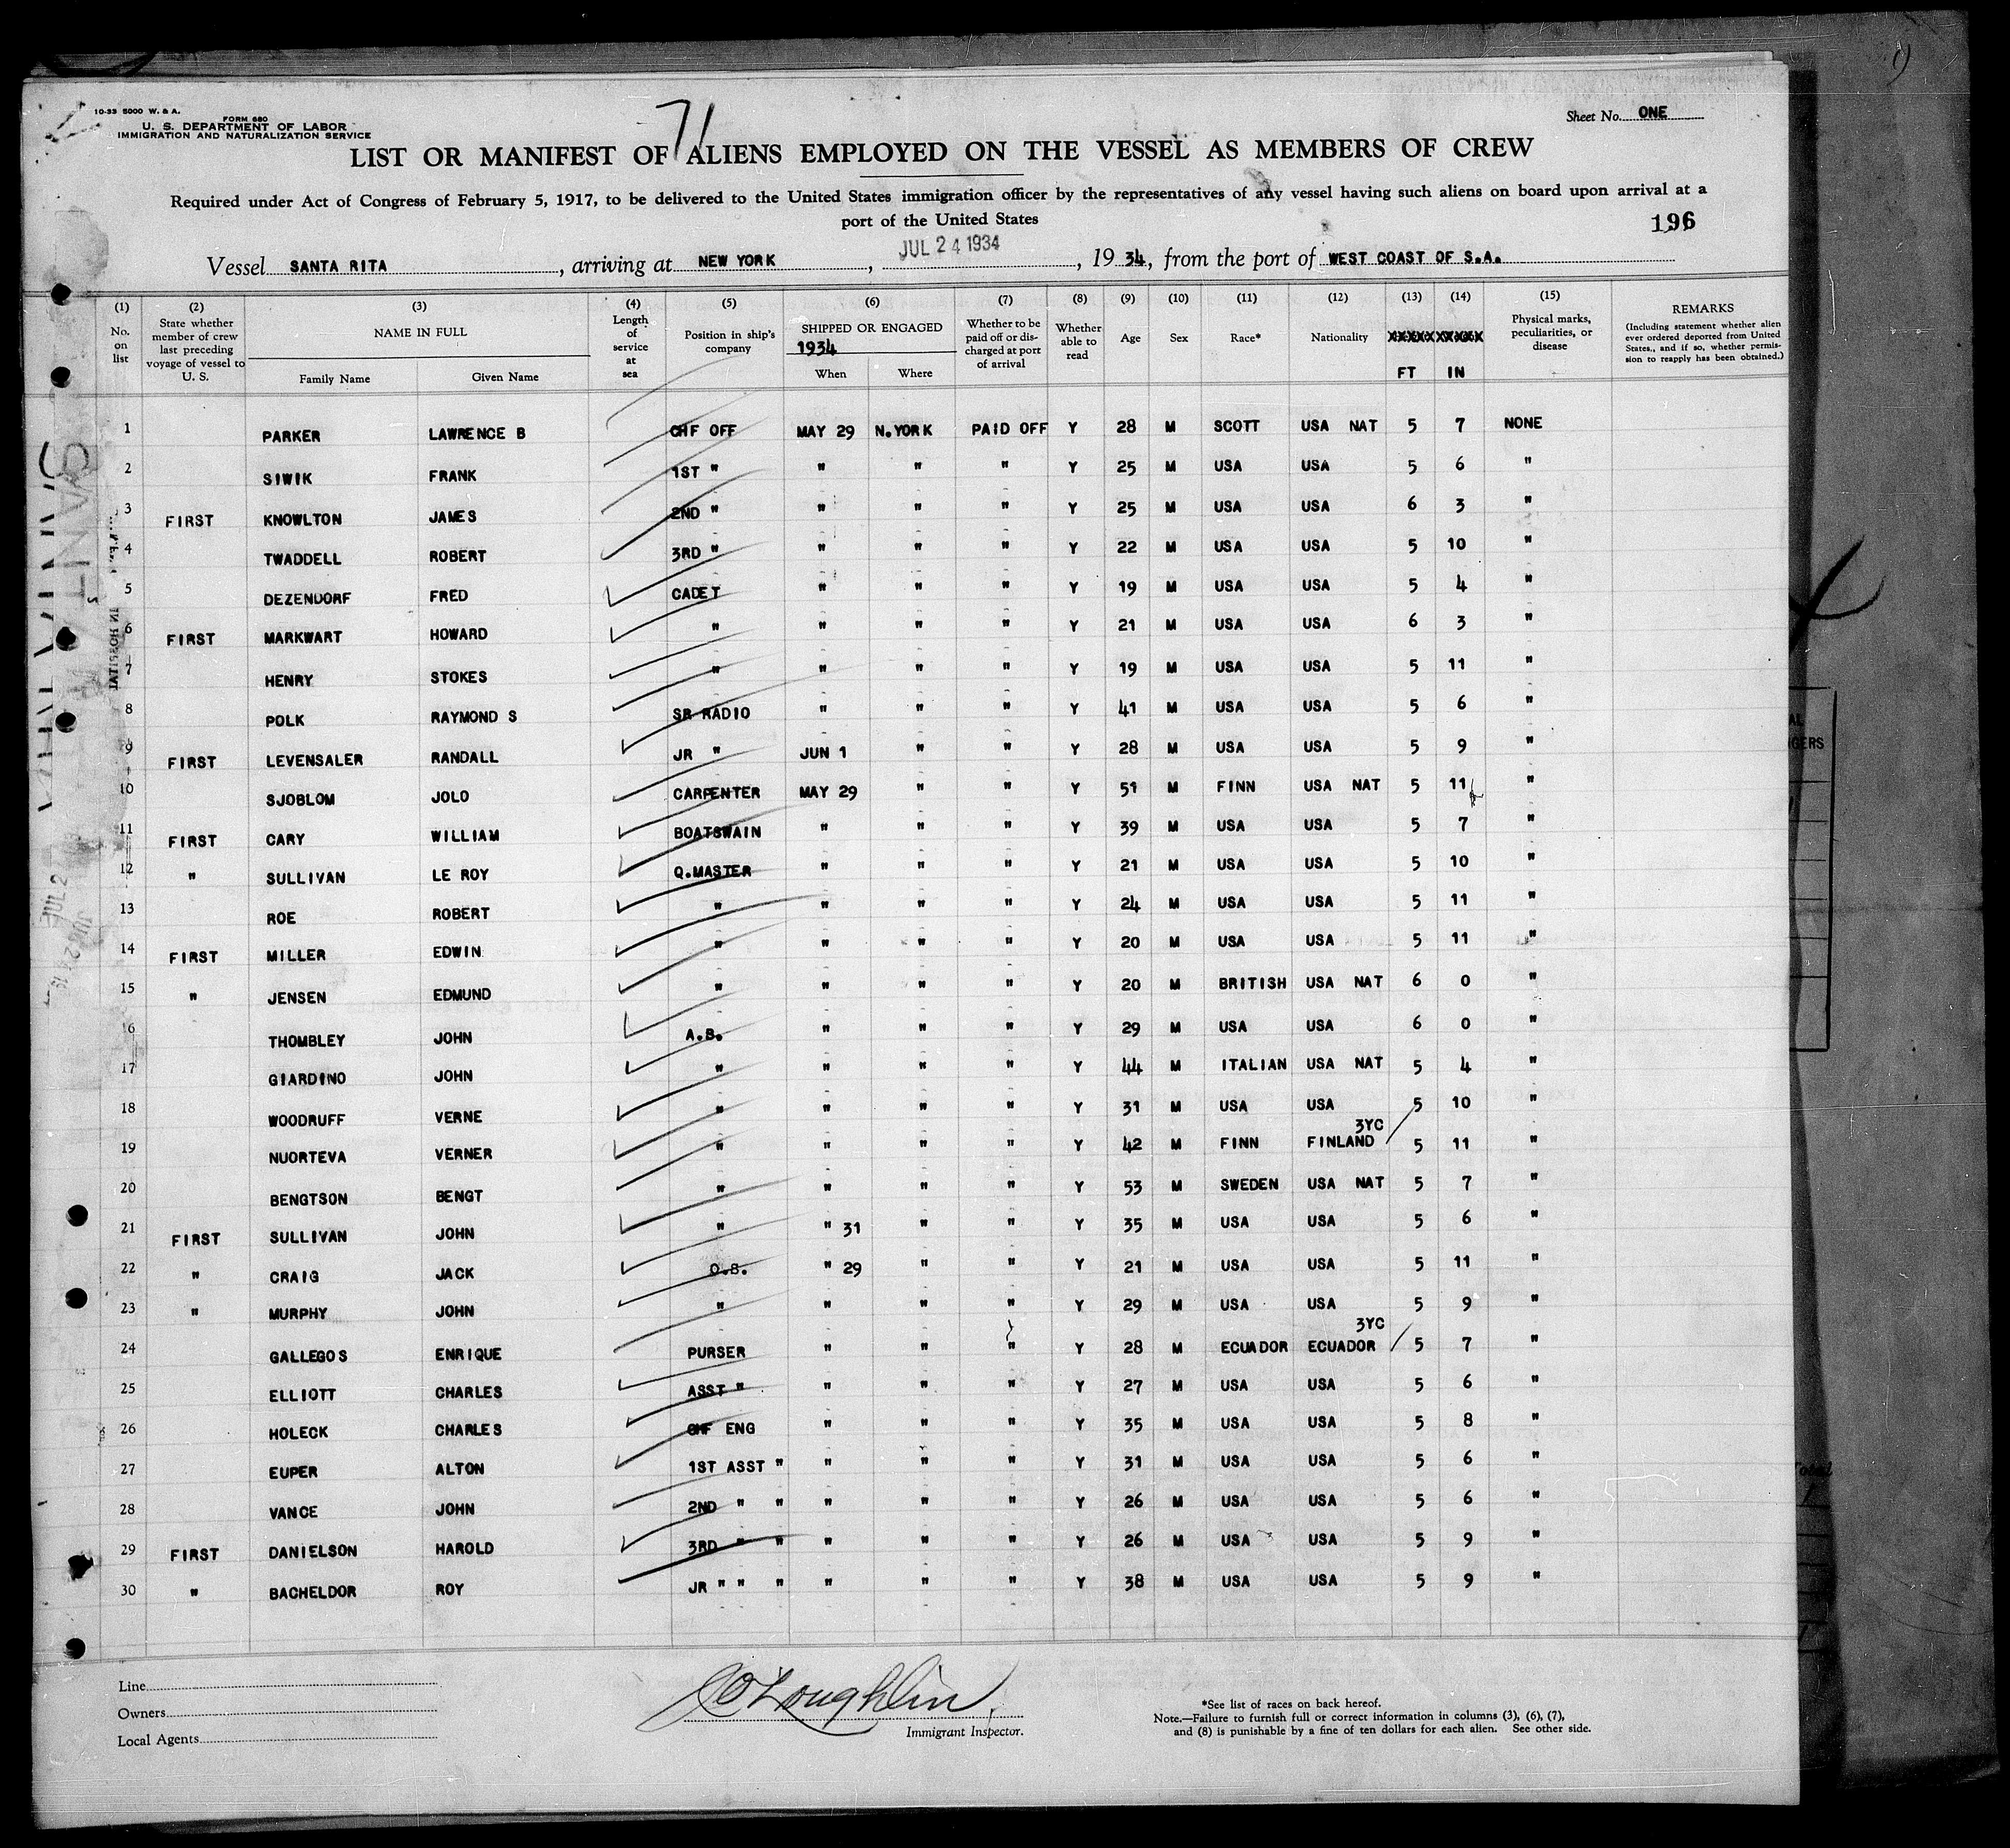 10-33 5000 W. & A.
FORM 680
U. S. DEPARTMENT OF LABOR
IMMIGRATION AND NATURALIZATION SERVICE
71
Sheet No. ONE
LIST OR MANIFEST OF ALIENS EMPLOYED ON THE VESSEL AS MEMBERS OF CREW
Required under Act of Congress of February 5, 1917, to be delivered to the United States immigration officer by the representatives of any vessel having such aliens on board upon arrival at a
port of the United States
196
Vessel SANTA RITA, arriving at NEW YORK, JUL 24 1934, 1934, from the port of WEST COAST OF S.A.
(1) (2) (3) (4) (5) (6) (7) (8) (9) (10) (11) (12) (13) (14) (15)
No. on list
State whether member of crew last preceding voyage of vessel to U. S.
NAME IN FULL
Family Name Given Name
Length of service at sea
Position in ship's company
SHIPPED OR ENGAGED
1934
When Where
Whether to be paid off or discharged at port of arrival
Whether able to read
Age
Sex
Race*
Nationality
FT IN
Physical marks, peculiarities, or disease
REMARKS
(Including statement whether alien ever ordered deported from United States, and if so, whether permission to reapply has been obtained.)
1 PARKER LAWRENCE B CHF OFF MAY 29 N.YORK PAID OFF Y 28 M SCOTT USA NAT 5 7 NONE
2 SIWIK FRANK 1ST " " " " Y 25 M USA USA 5 6 "
3 FIRST KNOWLTON JAMES 2ND " " " " Y 25 M USA USA 6 3 "
4 TWADDELL ROBERT 3RD " " " " Y 22 M USA USA 5 10 "
5 DEZENDORF FRED CADET " " " Y 19 M USA USA 5 4 "
6 FIRST MARKWART HOWARD " " " " Y 21 M USA USA 6 3 "
7 HENRY STOKES " " " " Y 19 M USA USA 5 11 "
8 POLK RAYMOND S SR RADIO " " " Y 41 M USA USA 5 6 "
9 FIRST LEVENSALER RANDALL JR " JUN 1 " " Y 28 M USA USA 5 9 "
10 SJOBLOM JOLO CARPENTER MAY 29 " " Y 51 M FINN USA NAT 5 11 "
11 FIRST CARY WILLIAM BOATSWAIN " " " Y 39 M USA USA 5 7 "
12 " SULLIVAN LE ROY Q.MASTER " " " Y 21 M USA USA 5 10 "
13 ROE ROBERT " " " " Y 24 M USA USA 5 11 "
14 FIRST MILLER EDWIN " " " " Y 20 M USA USA 5 11 "
15 " JENSEN EDMUND " " " " Y 20 M BRITISH USA NAT 6 0 "
16 THOMBLEY JOHN A.B. " " " Y 29 M USA USA 6 0 "
17 GIARDINO JOHN " " " " Y 44 M ITALIAN USA NAT 5 4 "
18 WOODRUFF VERNE " " " " Y 31 M USA USA 5 10 "
3YC
19 NUORTEVA VERNER " " " " Y 42 M FINN FINLAND 5 11 "
20 BENGTSON BENGT " " " " Y 53 M SWEDEN USA NAT 5 7 "
21 FIRST SULLIVAN JOHN " " 31 " " Y 35 M USA USA 5 6 "
22 " CRAIG JACK O.S. " 29 " " Y 21 M USA USA 5 11 "
23 " MURPHY JOHN " " " " Y 29 M USA USA 5 9 "
3YC
24 GALLEGOS ENRIQUE PURSER " " " Y 28 M ECUADOR ECUADOR 5 7 "
25 ELLIOTT CHARLES ASST " " " " Y 27 M USA USA 5 6 "
26 HOLECK CHARLES CHF ENG " " " Y 35 M USA USA 5 8 "
27 EUPER ALTON 1ST ASST " " " " Y 31 M USA USA 5 6 "
28 VANCE JOHN 2ND " " " " " Y 26 M USA USA 5 6 "
29 FIRST DANIELSON HAROLD 3RD " " " " " Y 26 M USA USA 5 9 "
30 " BACHELDOR ROY JR " " " " " " Y 38 M USA USA 5 9 "
Line
Owners
Local Agents
J O'Loughlin
Immigrant Inspector.
*See list of races on back hereof.
Note.—Failure to furnish full or correct information in columns (3), (6), (7),
and (8) is punishable by a fine of ten dollars for each alien. See other side.